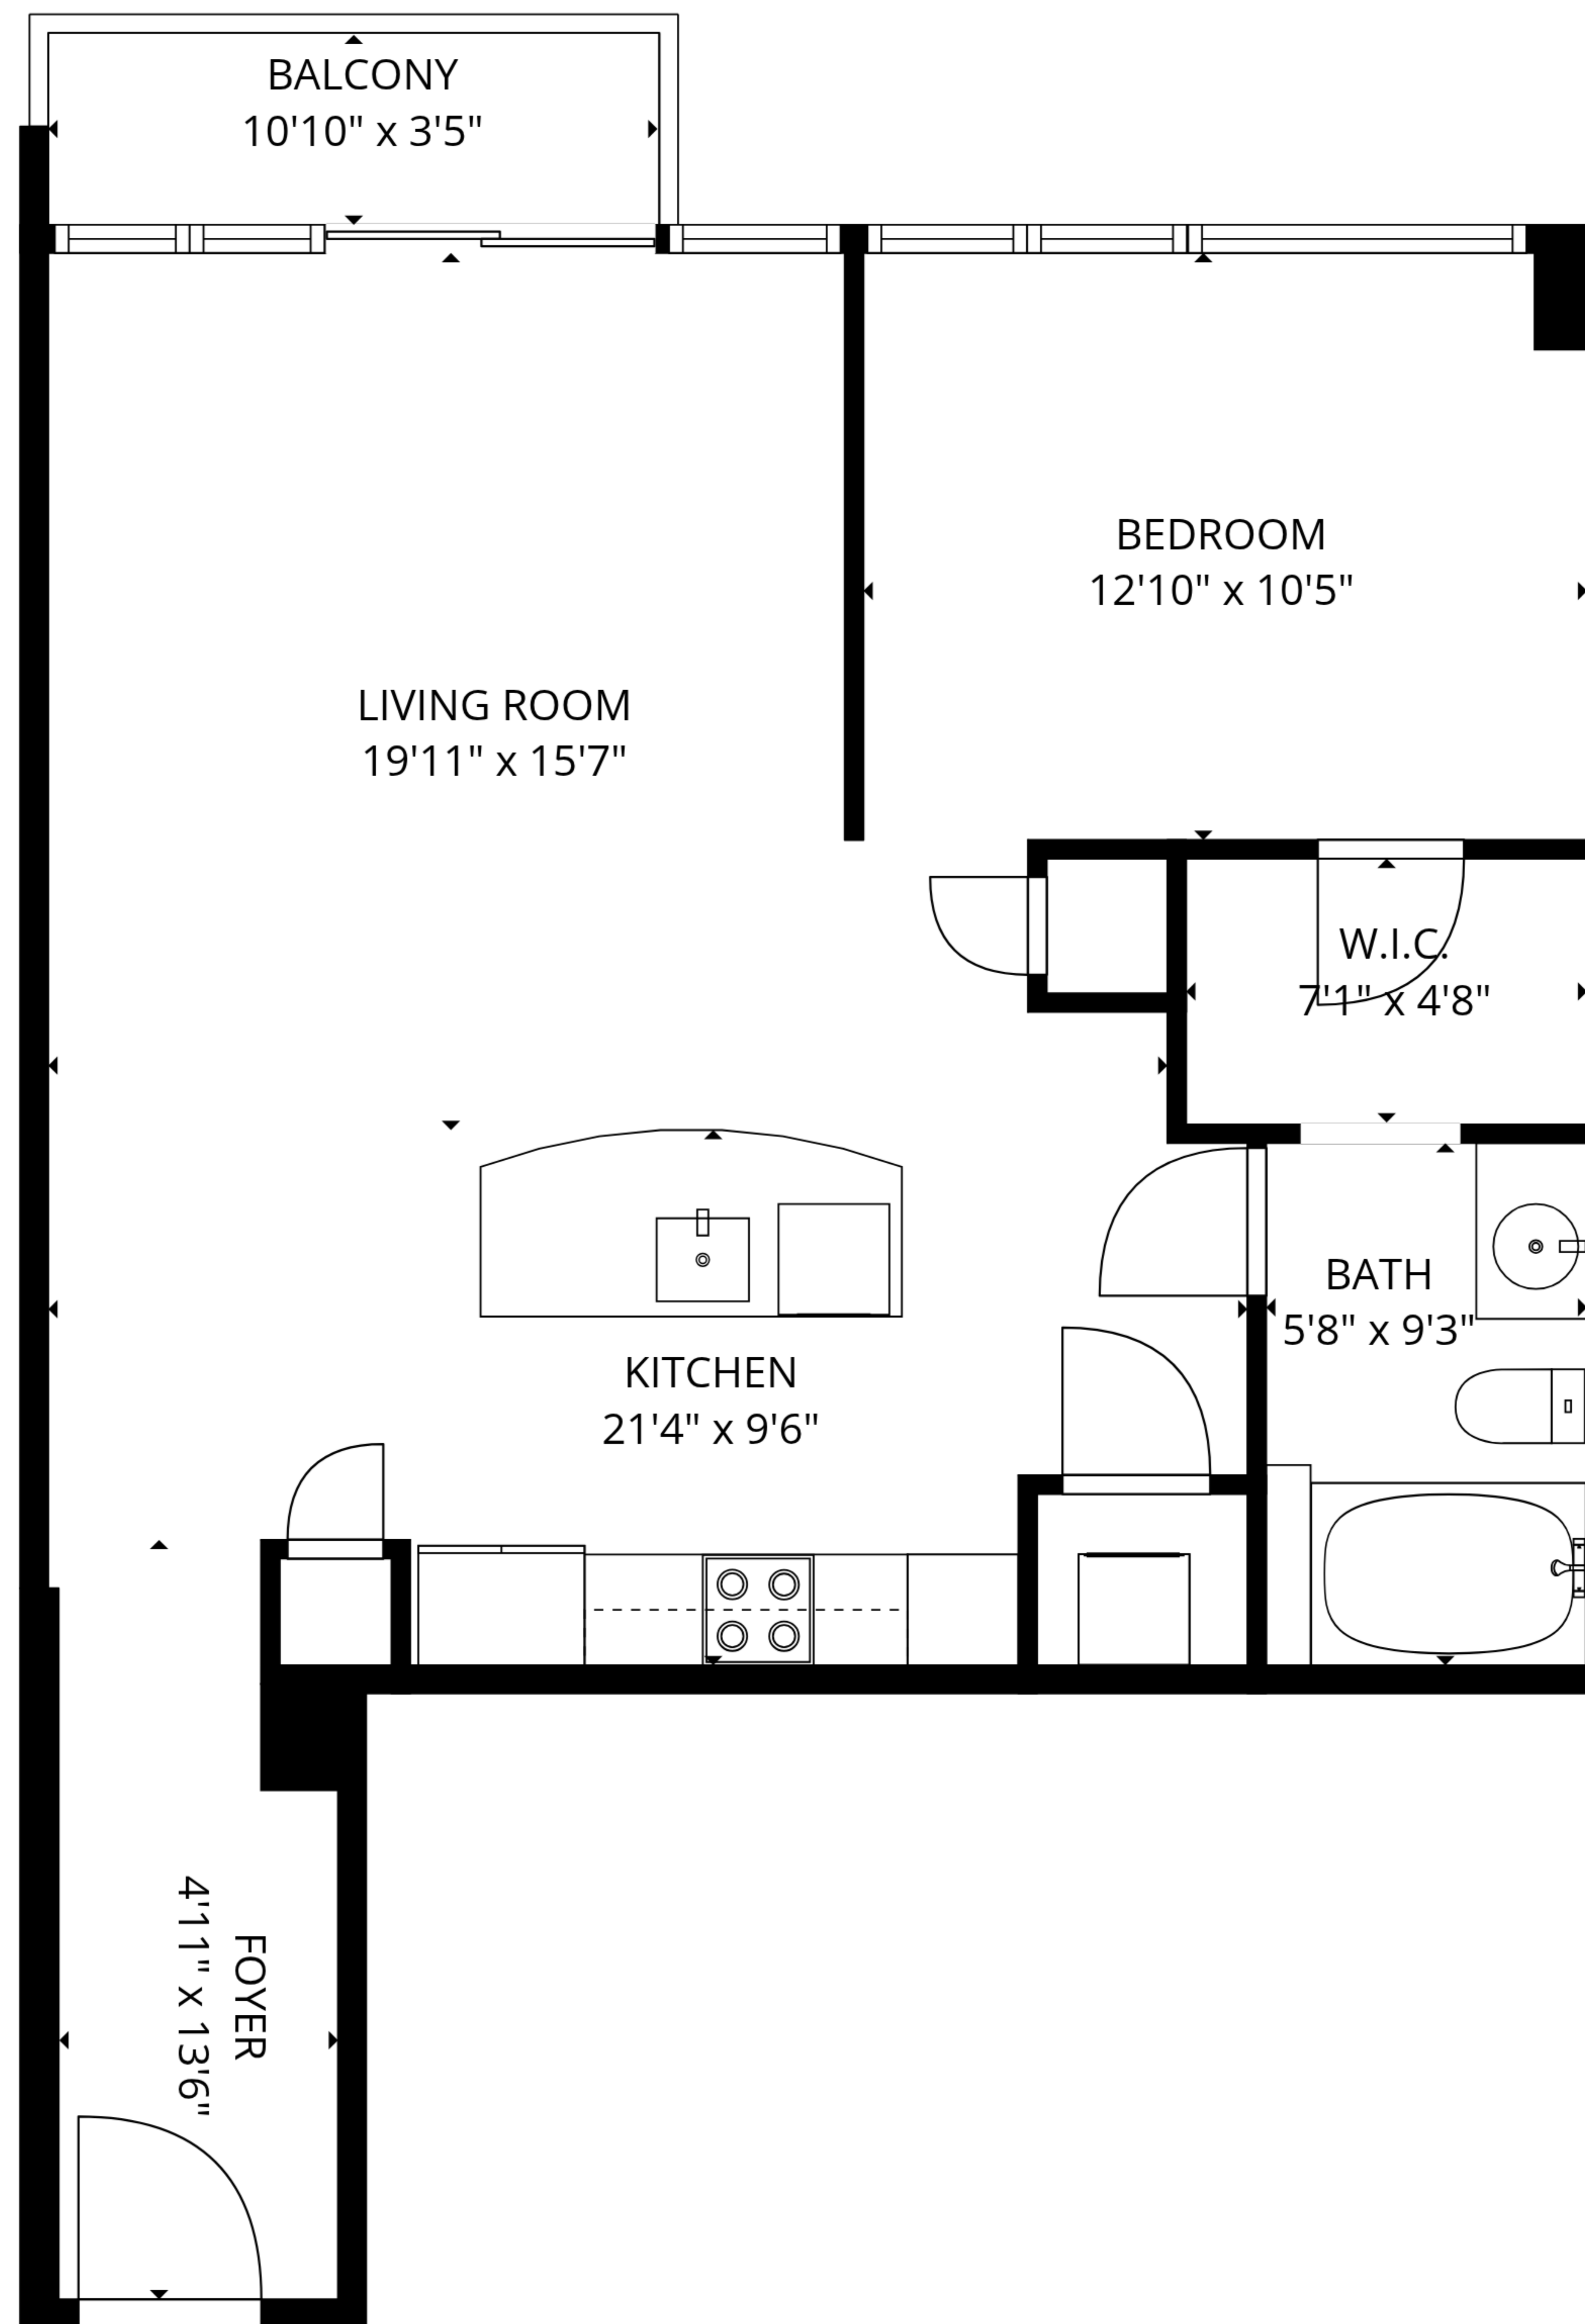 BALCONY
10'10" x 3'5"
BEDROOM
12'10" x 10'5"
LIVING ROOM
19'11" x 15'7"
W.I.C.
7'1" x 4'8"
BATH
5'8" x 9'3"
KITCHEN
21'4" x 9'6"
FOYER
4'11" x 13'6"